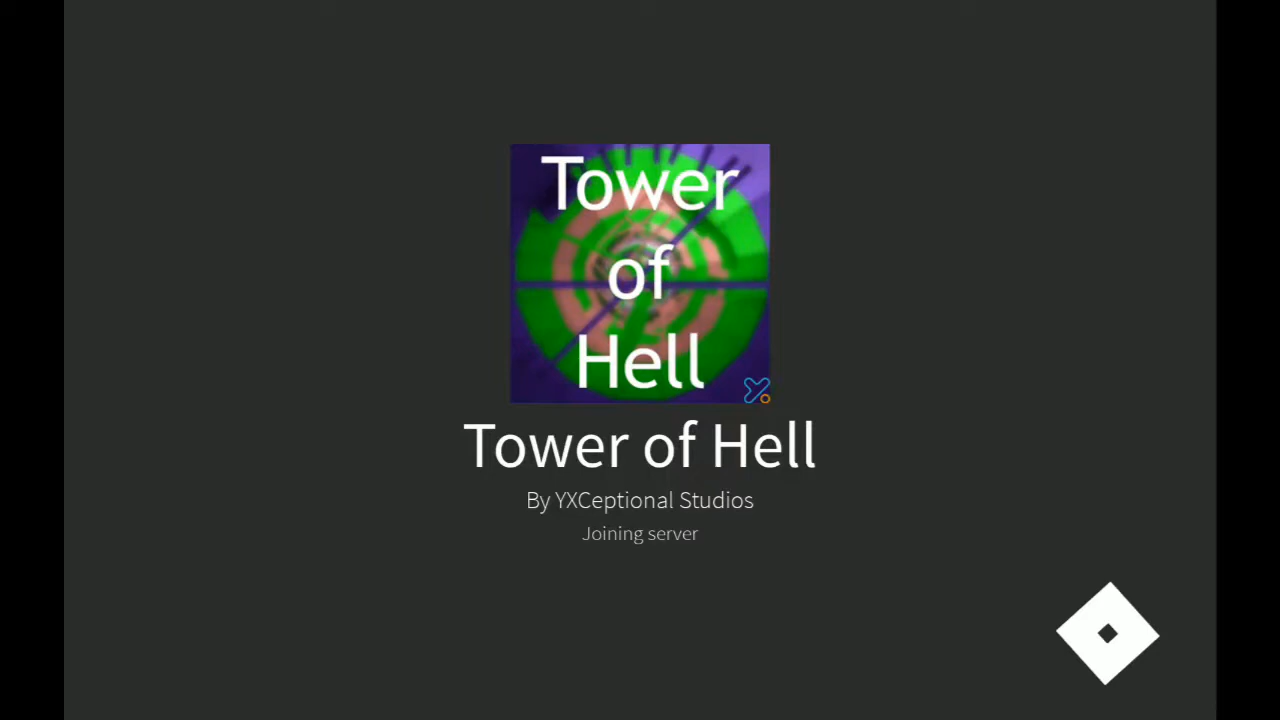 Tower
of
Hell
Tower of Hell
By YXCeptional Studios
Joining server